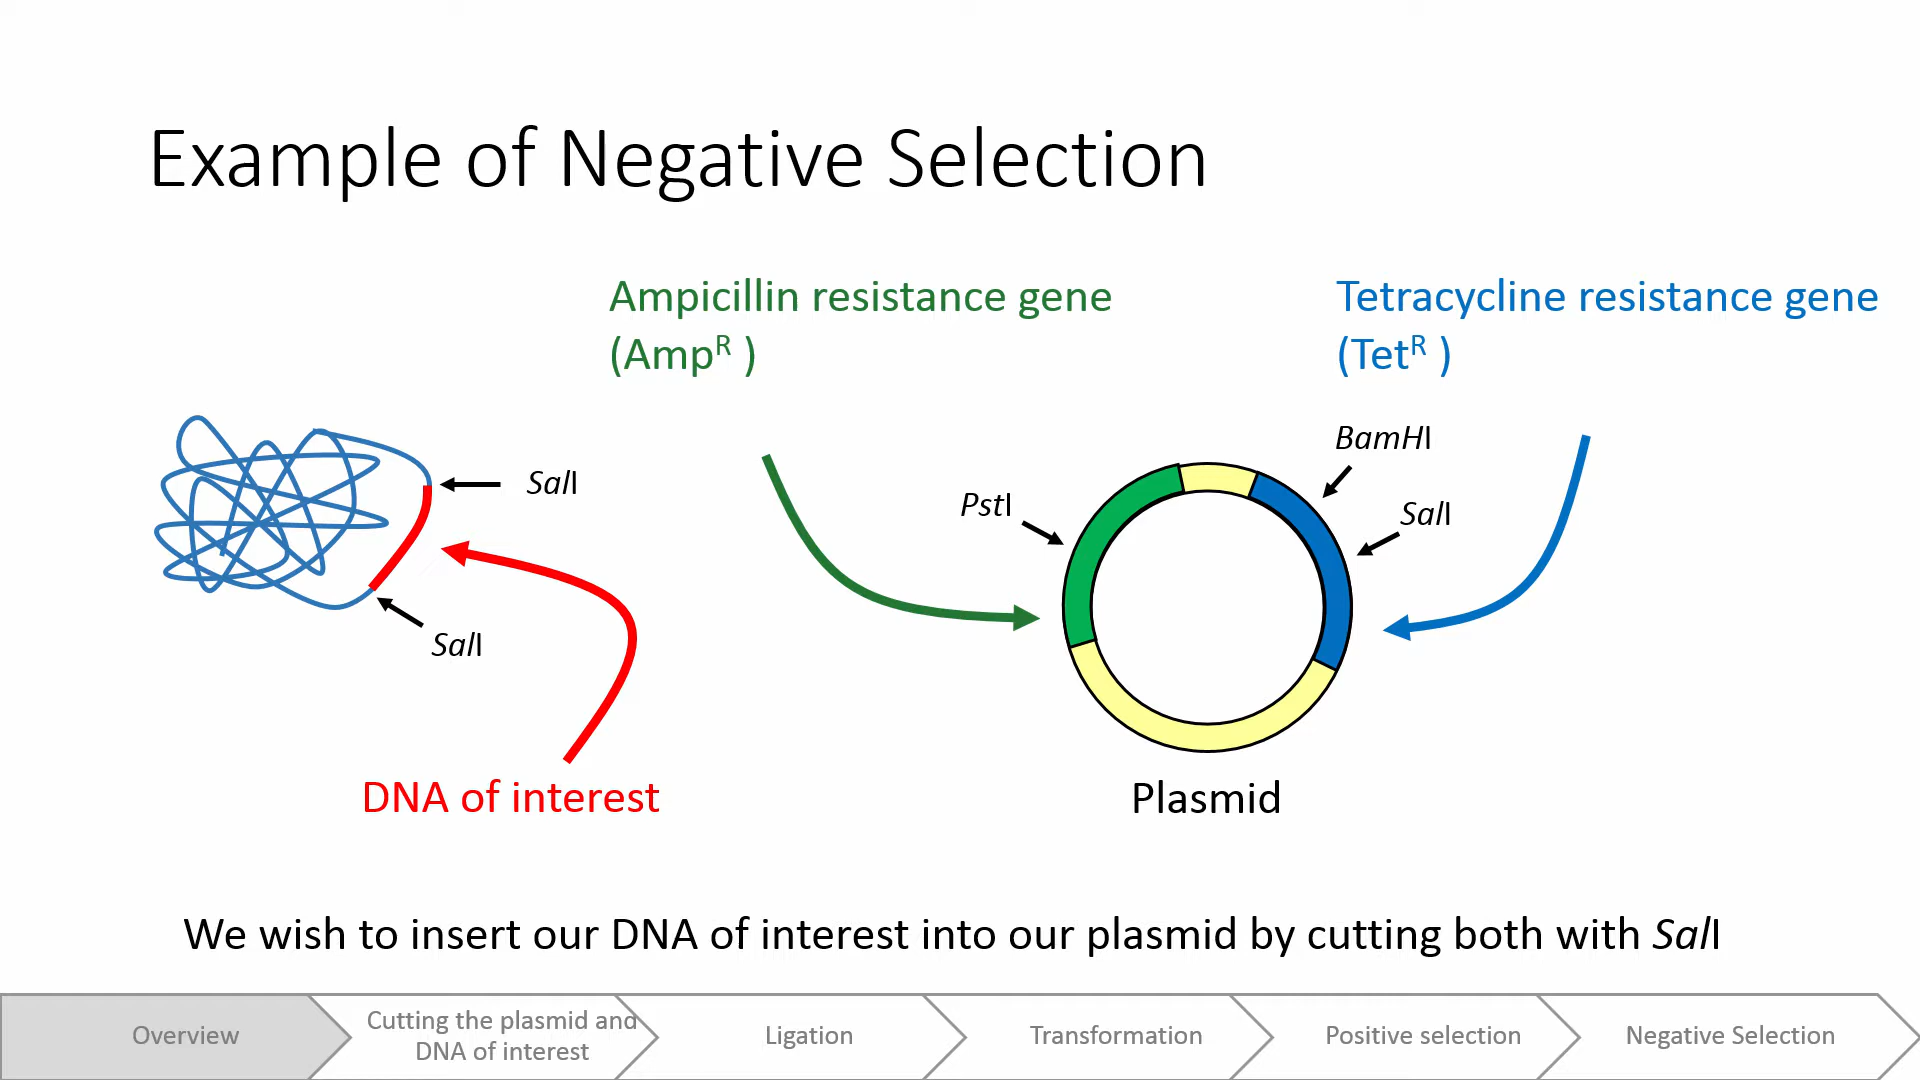 Example of Negative Selection
Ampicillin resistance gene
(Ampᴿ )
Tetracycline resistance gene
(Tetᴿ )
BamHI
SalI
PstI
SalI
SalI
DNA of interest
Plasmid
We wish to insert our DNA of interest into our plasmid by cutting both with SalI
Overview
Cutting the plasmid and
DNA of interest
Ligation
Transformation
Positive selection
Negative Selection